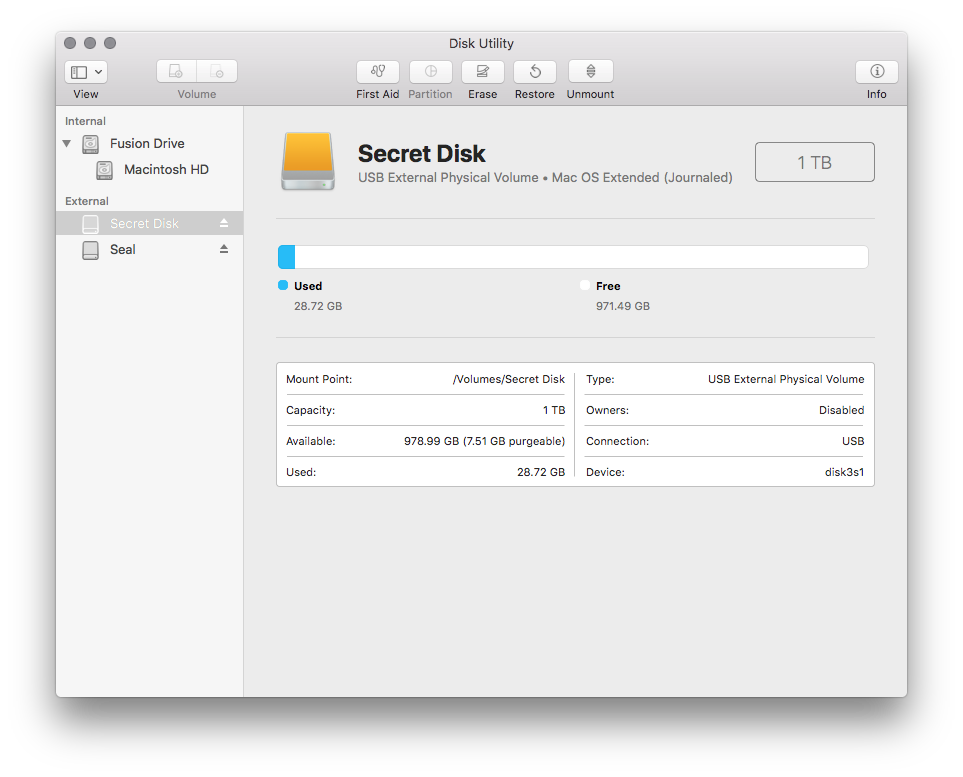 Disk Utility
View
Volume
First Aid
Partition
Erase
Restore
Unmount
Info
Internal
Fusion Drive
Macintosh HD
External
Secret Disk
Seal
Secret Disk
USB External Physical Volume • Mac OS Extended (Journaled)
1 TB
Used
28.72 GB
Free
971.49 GB
Mount Point: /Volumes/Secret Disk
Capacity: 1 TB
Available: 978.99 GB (7.51 GB purgeable)
Used: 28.72 GB
Type: USB External Physical Volume
Owners: Disabled
Connection: USB
Device: disk3s1